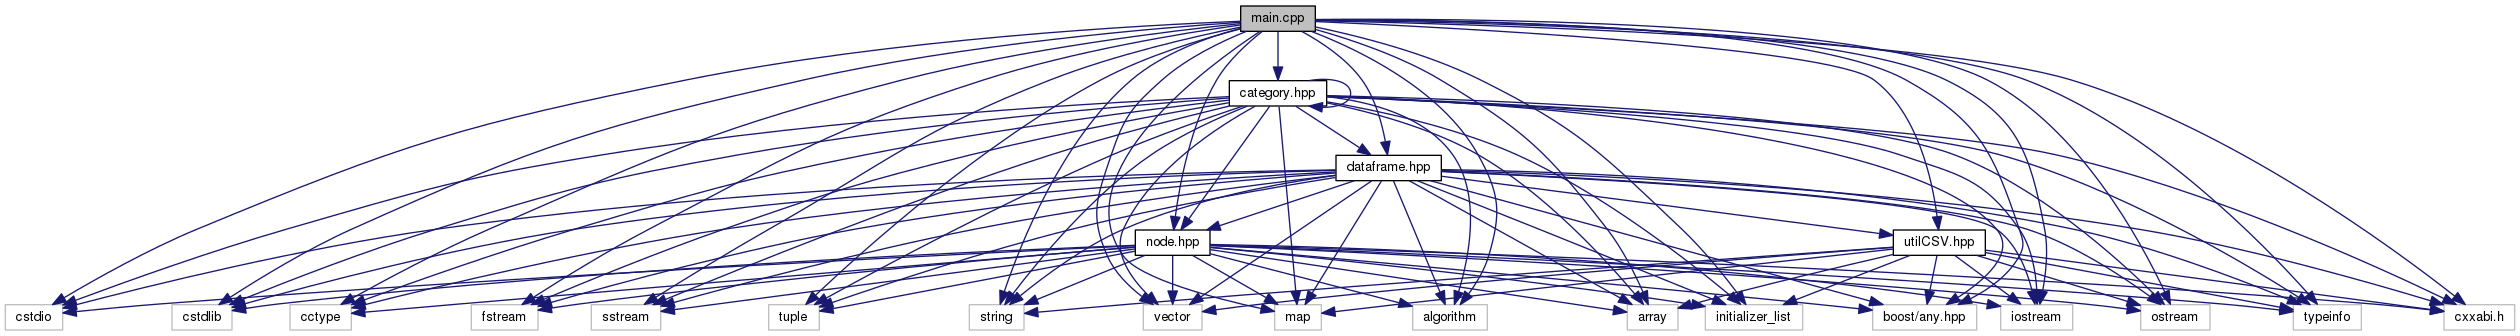 main.cpp
category.hpp
dataframe.hpp
node.hpp
utilCSV.hpp
cstdio
cstdlib
cctype
fstream
sstream
tuple
string
vector
map
algorithm
array
initializer_list
boost/any.hpp
iostream
ostream
typeinfo
cxxabi.h